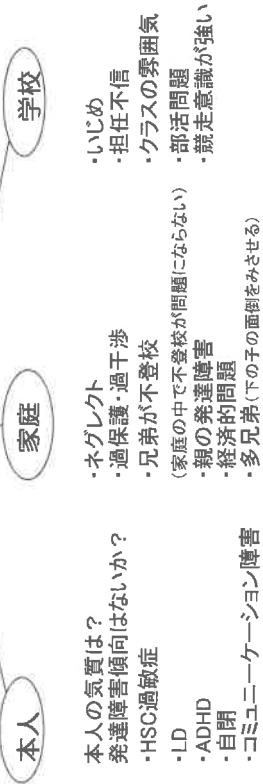 本人
本人の気質は？
発達障害傾向はないか？
・HSC過敏症
・LD
・ADHD
・自閉
・コミュニーケーション障害
家庭
・ネグレクト
・過保護・過干渉
・兄弟が不登校
（家庭の中で不登校が問題にならない）
・親の発達障害
・経済的問題
・多兄弟（下の子の面倒をみさせる）
学校
・いじめ
・担任不信
・クラスの雰囲気
・部活問題
・競走意識が強い